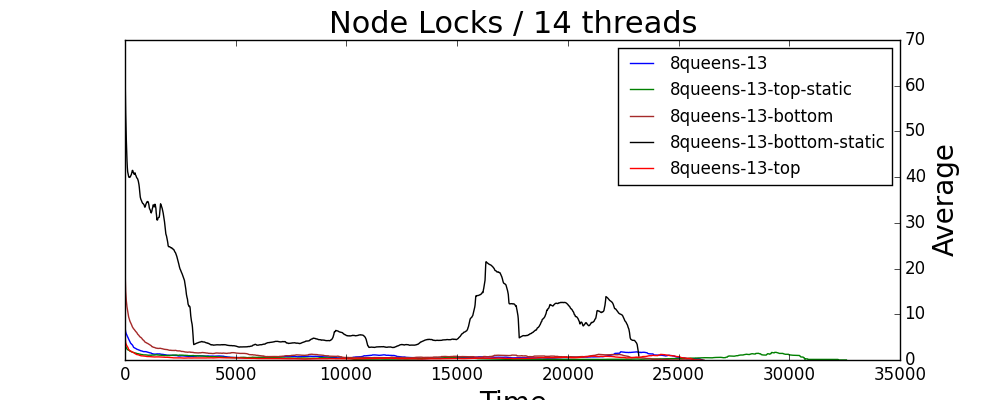 Node Locks / 14 threads
8queens-13
8queens-13-top-static
8queens-13-bottom
8queens-13-bottom-static
8queens-13-top
70
60
50
40
30
20
10
0
Average
0 5000 10000 15000 20000 25000 30000 35000
Time